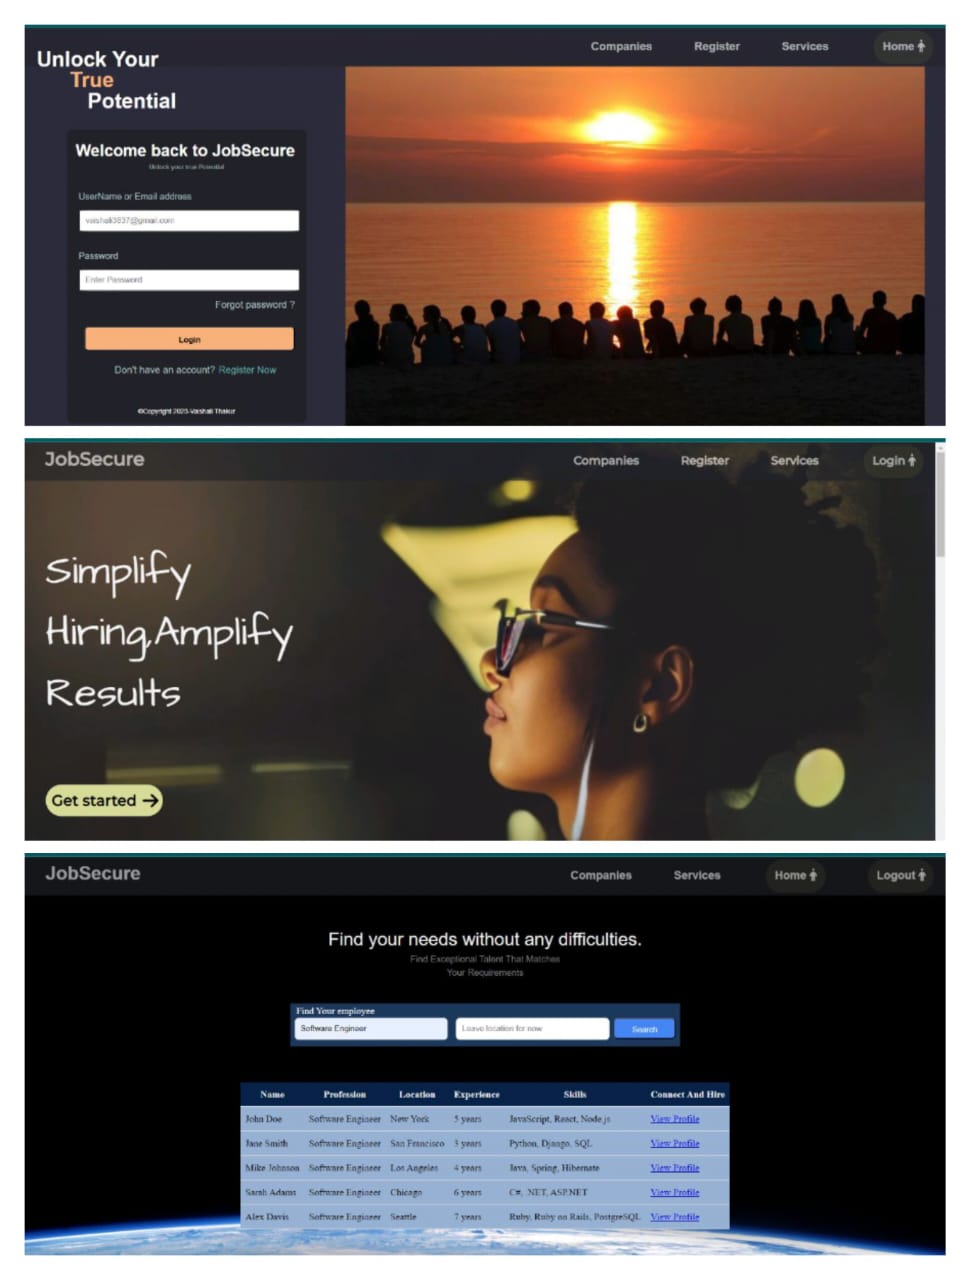 Companies Register Services Home
Unlock Your
True
Potential
Welcome back to JobSecure
Unlock your true Potential
UserName or Email address
vaishali3837@gmail.com
Password
Enter Password
Forgot password ?
Login
Don't have an account? Register Now
©Copyright 2023-Vaishali Thakur
JobSecure Companies Register Services Login
Simplify
Hiring,Amplify
Results
Get started →
JobSecure Companies Services Home Logout
Find your needs without any difficulties.
Find Exceptional Talent That Matches
Your Requirements
Find Your employee
Software Engineer Leave location for now Search
Name Profession Location Experience Skills Connect And Hire
John Doe Software Engineer New York 5 years JavaScript, React, Node.js View Profile
Jane Smith Software Engineer San Francisco 3 years Python, Django, SQL View Profile
Mike Johnson Software Engineer Los Angeles 4 years Java, Spring, Hibernate View Profile
Sarah Adams Software Engineer Chicago 6 years C#, .NET, ASP.NET View Profile
Alex Davis Software Engineer Seattle 7 years Ruby, Ruby on Rails, PostgreSQL View Profile